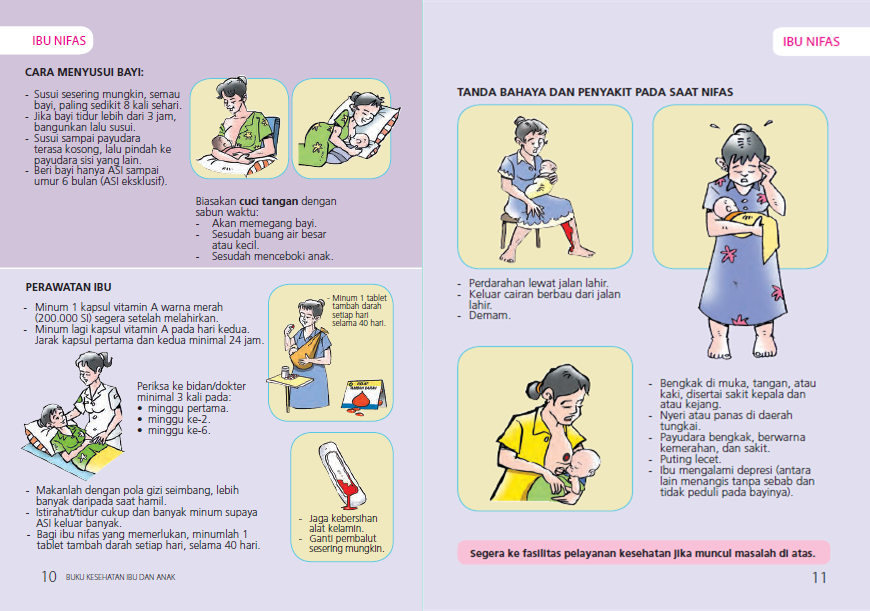 IBU NIFAS
CARA MENYUSUI BAYI:
- Susui sesering mungkin, semau
bayi, paling sedikit 8 kali sehari.
- Jika bayi tidur lebih dari 3 jam,
bangunkan lalu susui.
- Susui sampai payudara
terasa kosong, lalu pindah ke
payudara sisi yang lain.
- Beri bayi hanya ASI sampai
umur 6 bulan (ASI eksklusif).
Biasakan cuci tangan dengan
sabun waktu:
- Akan memegang bayi.
- Sesudah buang air besar
atau kecil.
- Sesudah menceboki anak.
PERAWATAN IBU
- Minum 1 kapsul vitamin A warna merah
(200.000 SI) segera setelah melahirkan.
- Minum lagi kapsul vitamin A pada hari kedua.
Jarak kapsul pertama dan kedua minimal 24 jam.
- Minum 1 tablet
tambah darah
setiap hari
selama 40 hari.
TAMBAH DARAH
Periksa ke bidan/dokter
minimal 3 kali pada:
• minggu pertama.
• minggu ke-2.
• minggu ke-6.
- Makanlah dengan pola gizi seimbang, lebih
banyak daripada saat hamil.
- Istirahat/tidur cukup dan banyak minum supaya
ASI keluar banyak.
- Bagi ibu nifas yang memerlukan, minumlah 1
tablet tambah darah setiap hari, selama 40 hari.
- Jaga kebersihan
alat kelamin.
- Ganti pembalut
sesering mungkin.
10 BUKU KESEHATAN IBU DAN ANAK
IBU NIFAS
TANDA BAHAYA DAN PENYAKIT PADA SAAT NIFAS
- Perdarahan lewat jalan lahir.
- Keluar cairan berbau dari jalan
lahir.
- Demam.
- Bengkak di muka, tangan, atau
kaki, disertai sakit kepala dan
atau kejang.
- Nyeri atau panas di daerah
tungkai.
- Payudara bengkak, berwarna
kemerahan, dan sakit.
- Puting lecet.
- Ibu mengalami depresi (antara
lain menangis tanpa sebab dan
tidak peduli pada bayinya).
Segera ke fasilitas pelayanan kesehatan jika muncul masalah di atas.
11